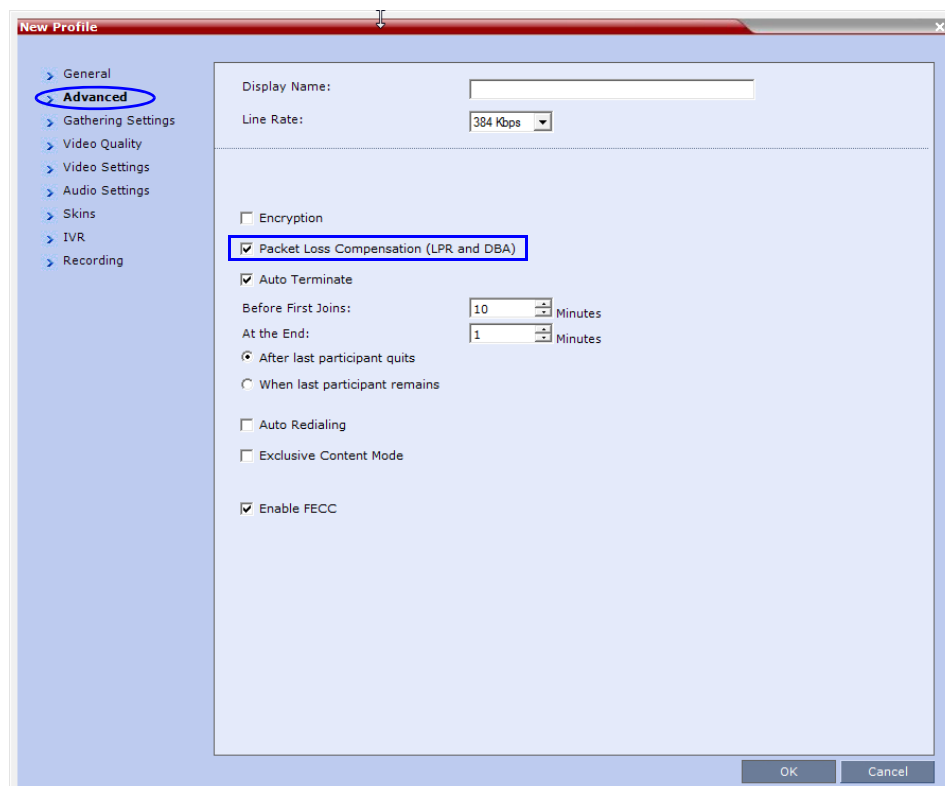 New Profile
General
Advanced
Gathering Settings
Video Quality
Video Settings
Audio Settings
Skins
IVR
Recording
Display Name:
Line Rate: 384 Kbps
Encryption
Packet Loss Compensation (LPR and DBA)
Auto Terminate
Before First Joins: 10 Minutes
At the End: 1 Minutes
After last participant quits
When last participant remains
Auto Redialing
Exclusive Content Mode
Enable FECC
OK Cancel